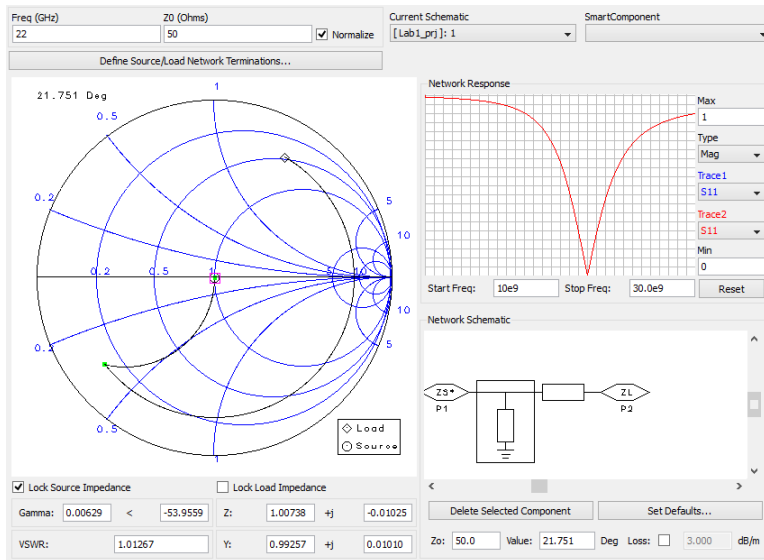 Freq (GHz) Z0 (Ohms)
22 50 Normalize
Define Source/Load Network Terminations...
Current Schematic SmartComponent
[Lab1_prj]: 1
21.751 Deg
1
0.5
0.5
0.2
5
10
0.2 0.5 1 5 10
10
0.2
5
0.5
1
Load
Source
Lock Source Impedance Lock Load Impedance
Gamma: 0.00629 < -53.9559 Z: 1.00738 +j -0.01025
VSWR: 1.01267 Y: 0.99257 +j 0.01010
Network Response
Max
1
Type
Mag
Trace1
S11
Trace2
S11
Min
0
Start Freq: 10e9 Stop Freq: 30.0e9 Reset
Network Schematic
ZS* ZL
P1 P2
Delete Selected Component Set Defaults...
Zo: 50.0 Value: 21.751 Deg Loss: 3.000 dB/m